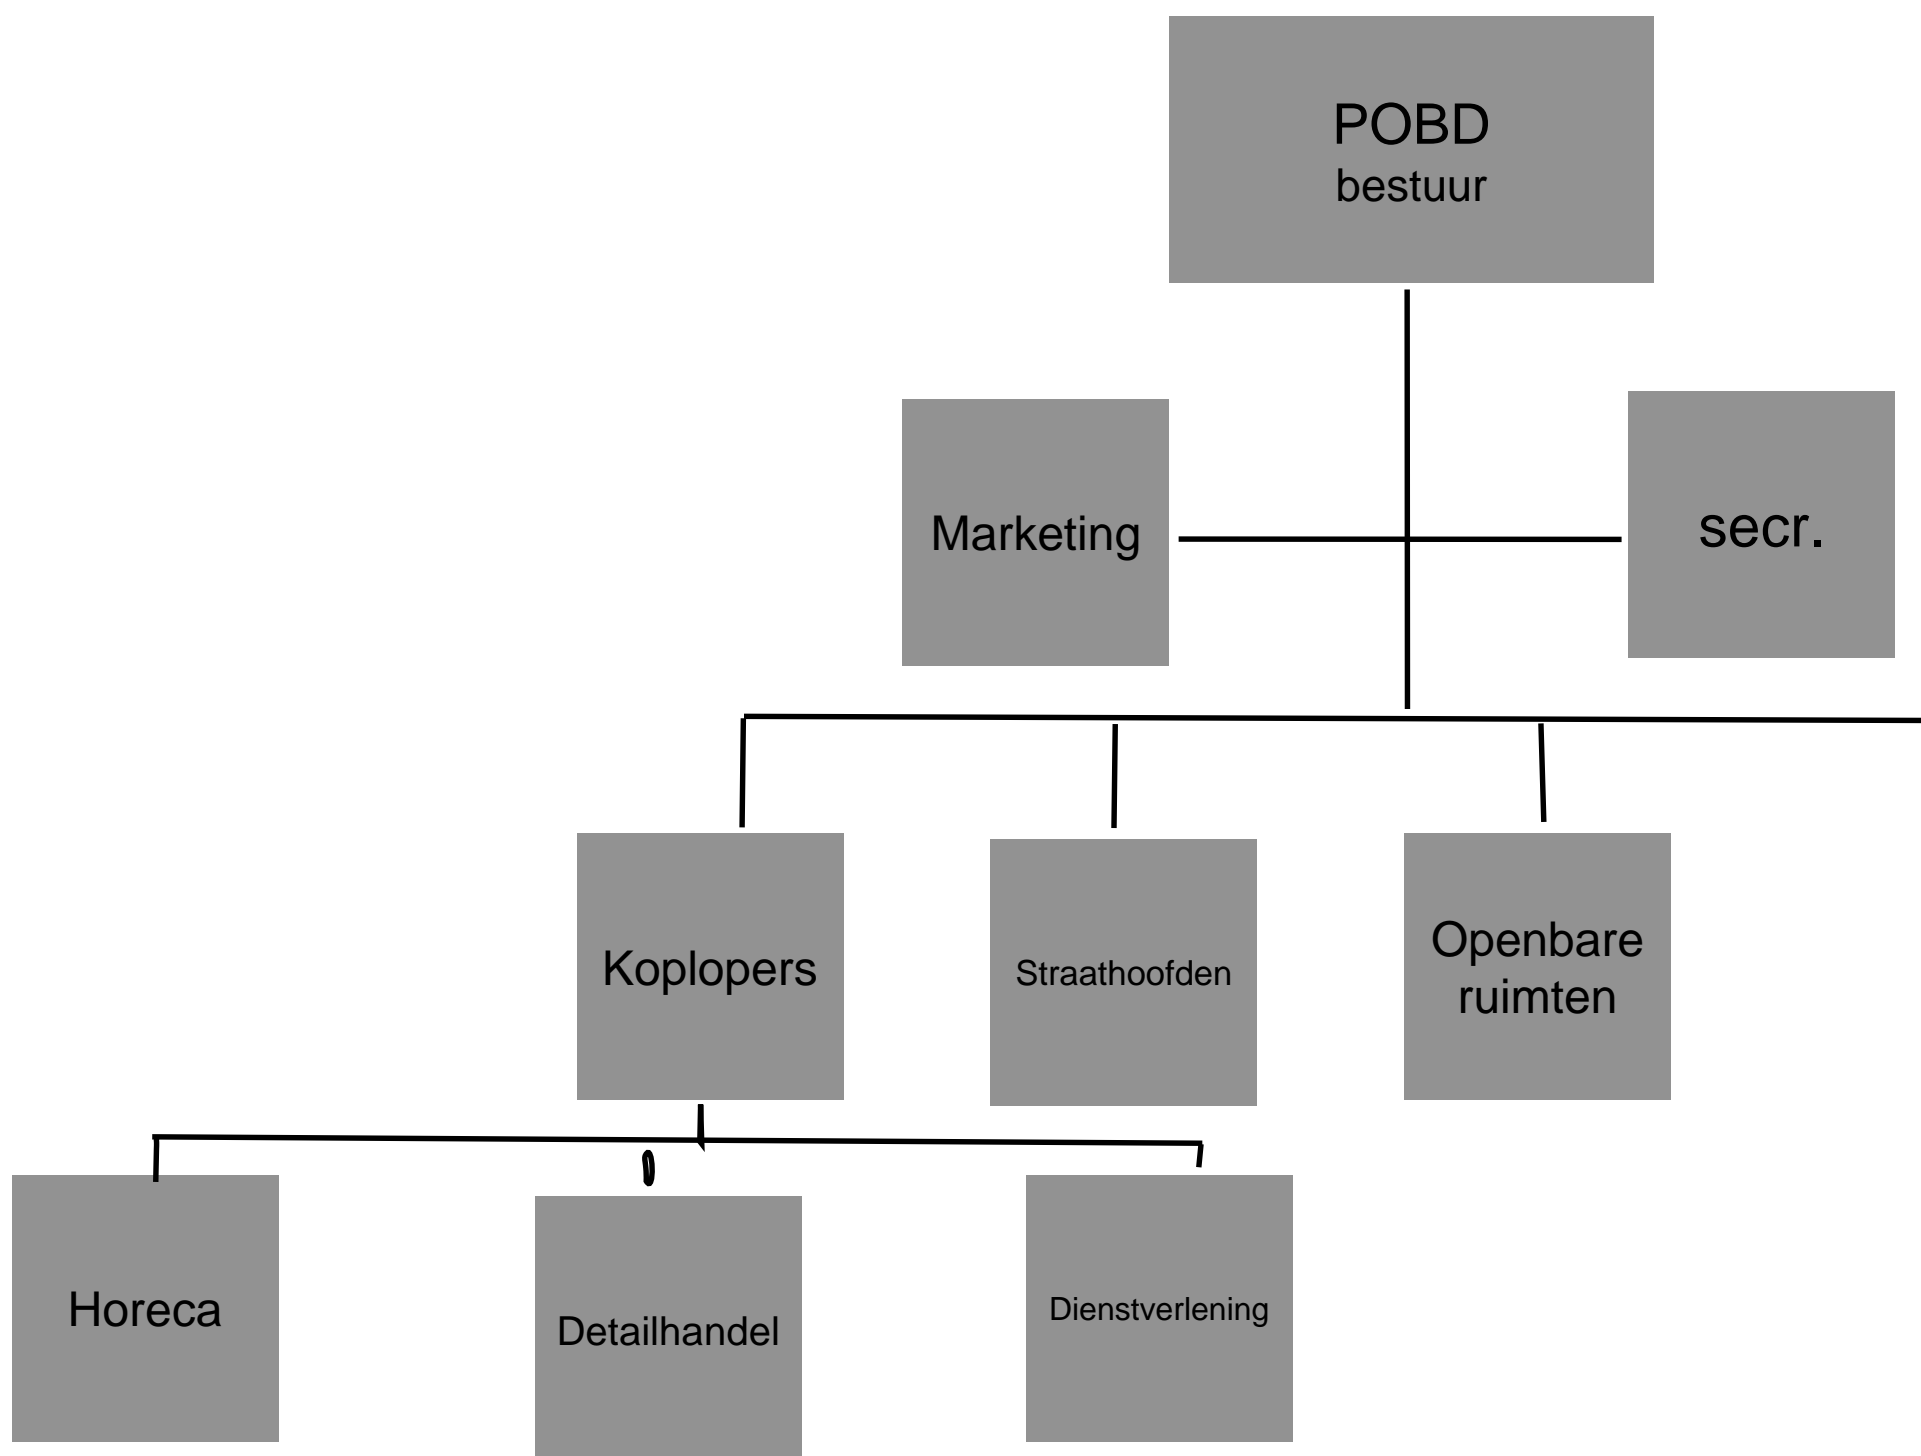 POBD
bestuur
Marketing
secr.
Koplopers
Straathoofden
Openbare
ruimten
Horeca
Detailhandel
Dienstverlening